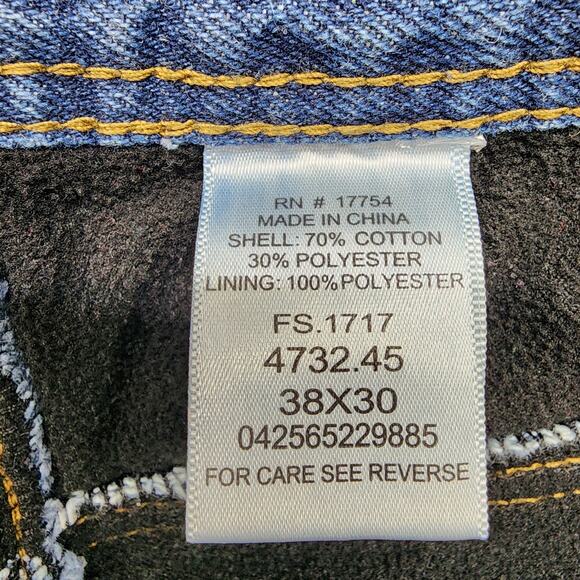 RN # 17754
MADE IN CHINA
SHELL: 70% COTTON
30% POLYESTER
LINING: 100% POLYESTER
FS.1717
4732.45
38X30
042565229885
FOR CARE SEE REVERSE